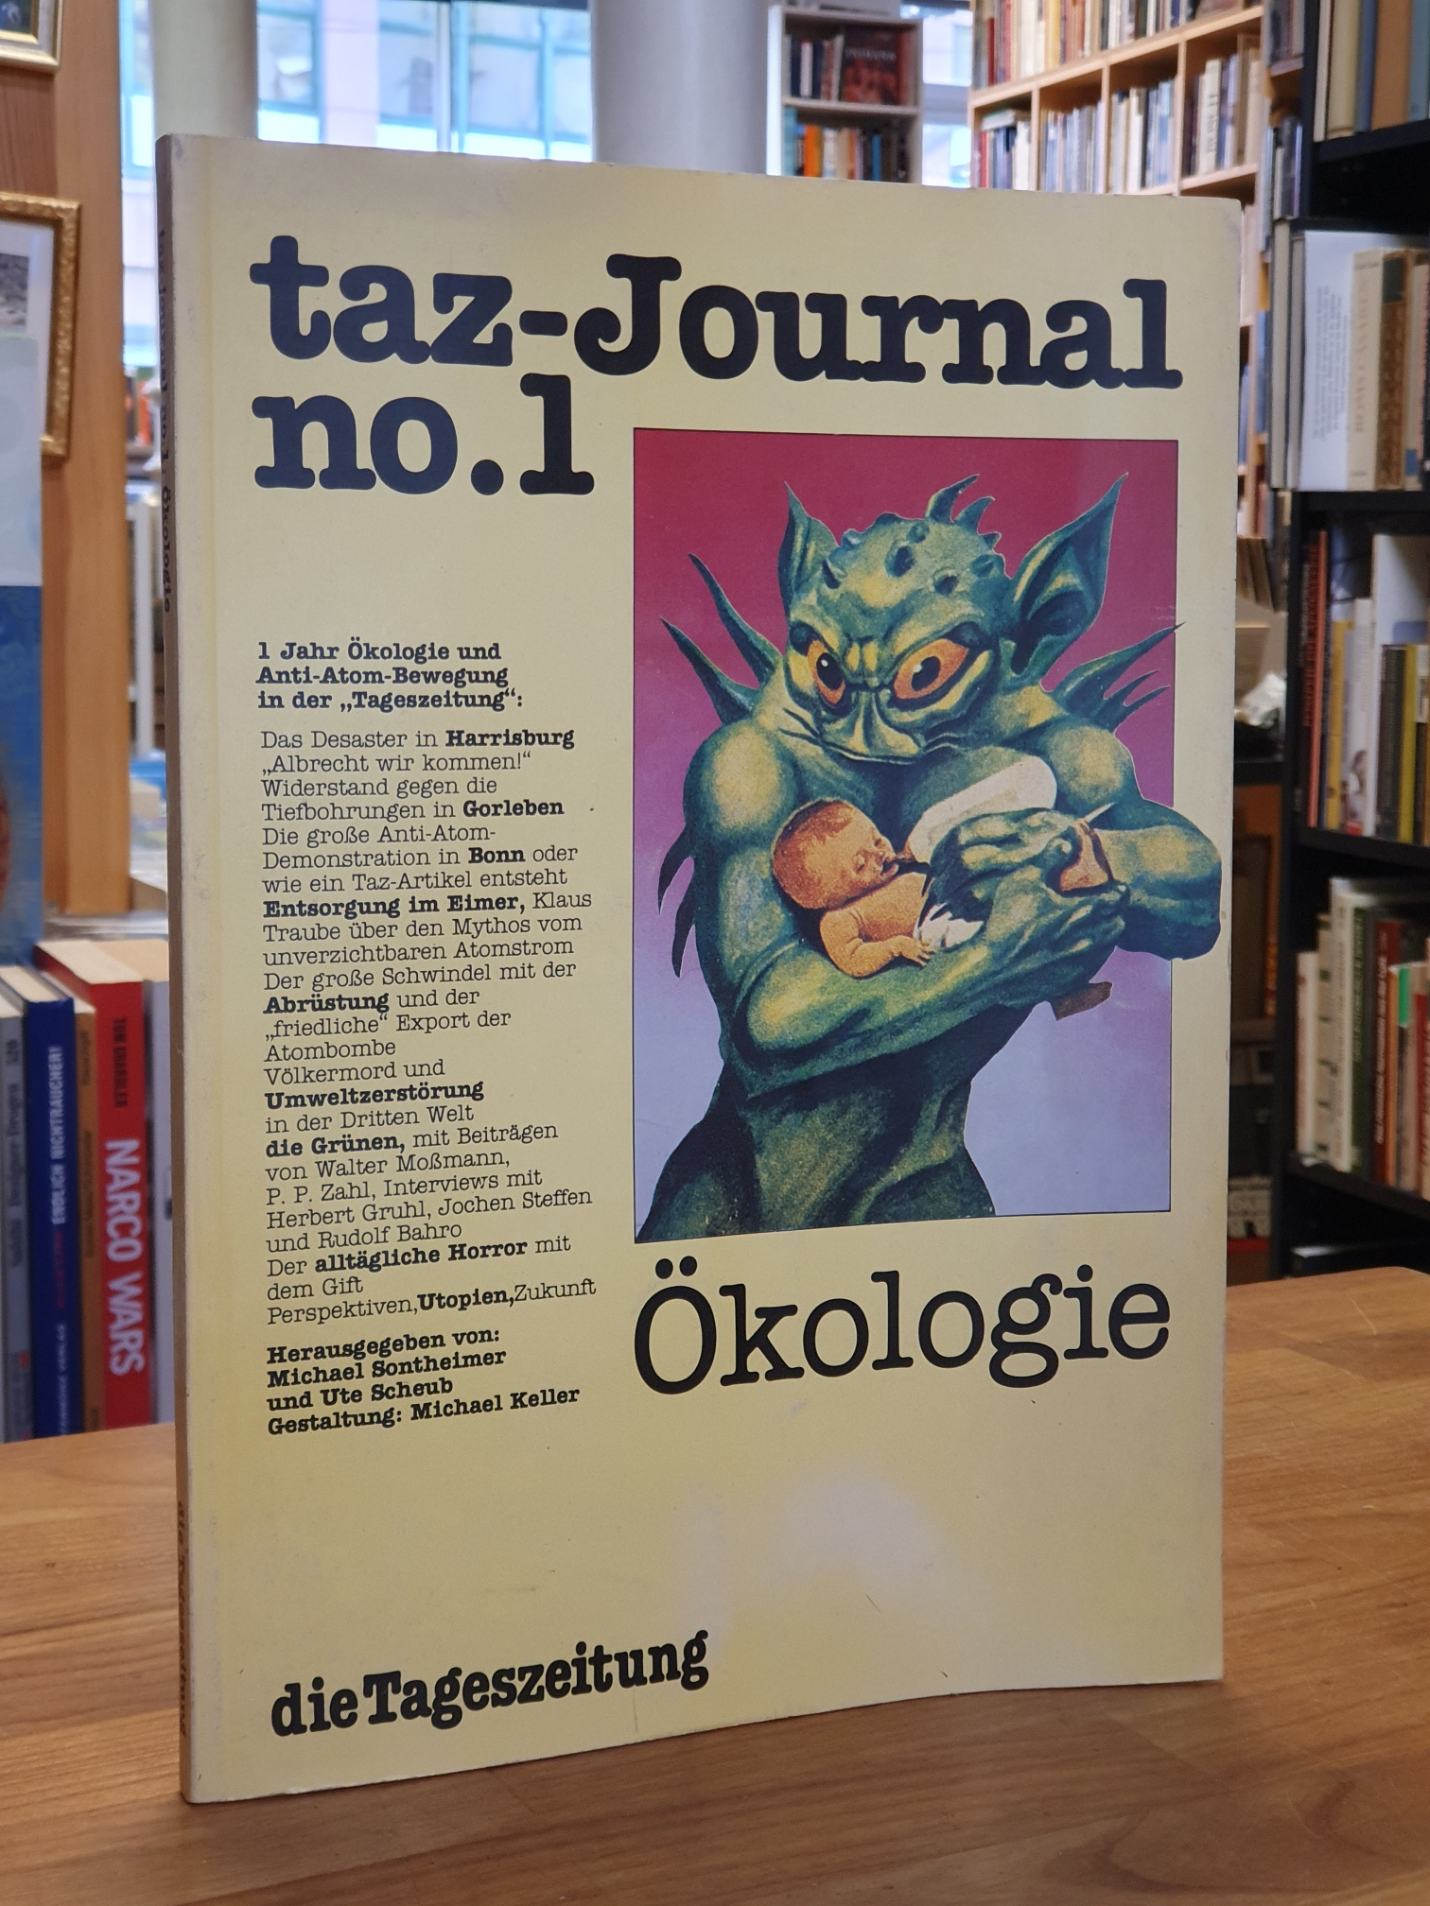 taz-Journal
no.1
1 Jahr Ökologie und
Anti-Atom-Bewegung
in der „Tageszeitung“:
Das Desaster in Harrisburg
„Albrecht wir kommen!“
Widerstand gegen die
Tiefbohrungen in Gorleben
Die große Anti-Atom-
Demonstration in Bonn oder
wie ein Taz-Artikel entsteht
Entsorgung im Eimer, Klaus
Traube über den Mythos vom
unverzichtbaren Atomstrom
Der große Schwindel mit der
Abrüstung und der
„friedliche“ Export der
Atombombe
Völkermord und
Umweltzerstörung
in der Dritten Welt
die Grünen, mit Beiträgen
von Walter Moßmann,
P. P. Zahl, Interviews mit
Herbert Gruhl, Jochen Steffen
und Rudolf Bahro
Der alltägliche Horror mit
dem Gift
Perspektiven,Utopien,Zukunft
Herausgegeben von:
Michael Sontheimer
und Ute Scheub
Gestaltung: Michael Keller
Ökologie
die Tageszeitung
ENDLICH NICHTRAUCHER!
NARCO WARS